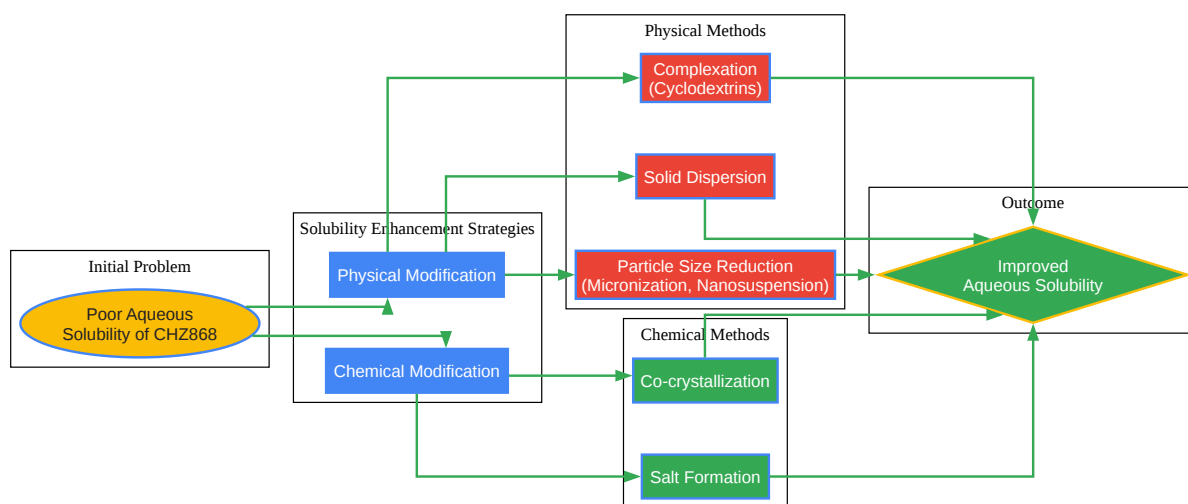 Initial Problem
Poor Aqueous
Solubility of CHZ868
Solubility Enhancement Strategies
Physical Modification
Chemical Modification
Physical Methods
Complexation
(Cyclodextrins)
Solid Dispersion
Particle Size Reduction
(Micronization, Nanosuspension)
Chemical Methods
Co-crystallization
Salt Formation
Outcome
Improved
Aqueous Solubility